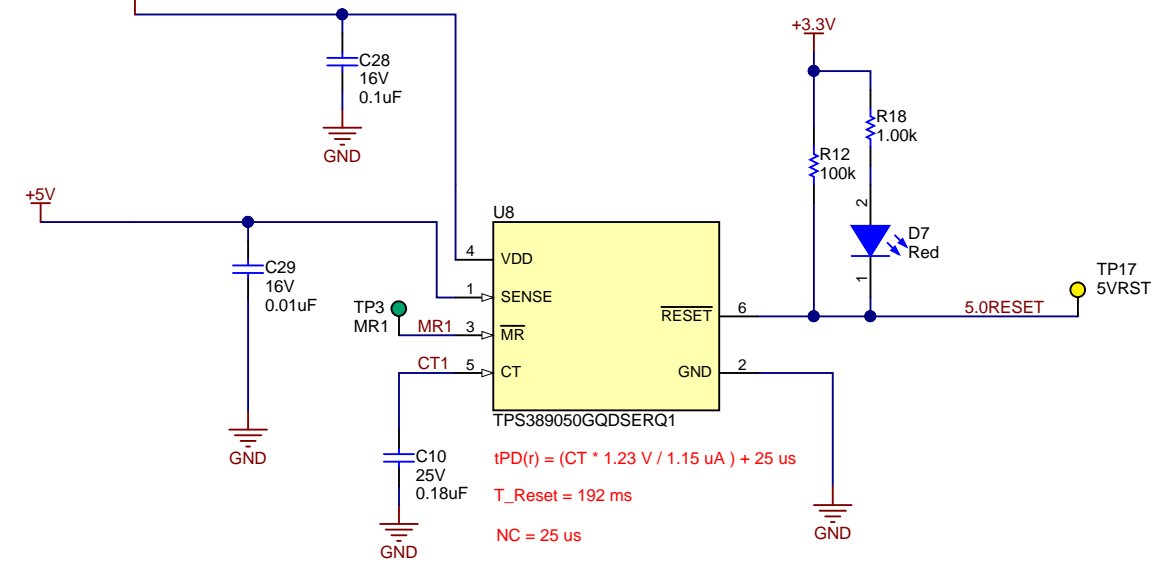 +3.3V
C28
16V
0.1uF
GND
R18
1.00k
R12
100k
+5V
U8
2
D7
Red
1
C29
16V
0.01uF
4
VDD
1
SENSE
TP3
MR1
MR1
3
MR
CT1
5
CT
RESET
6
GND
2
5.0RESET
TP17
5VRST
TPS389050GQDSERQ1
GND
C10
25V
0.18uF
GND
tPD(r) = (CT * 1.23 V / 1.15 uA ) + 25 us
T_Reset = 192 ms
NC = 25 us
GND